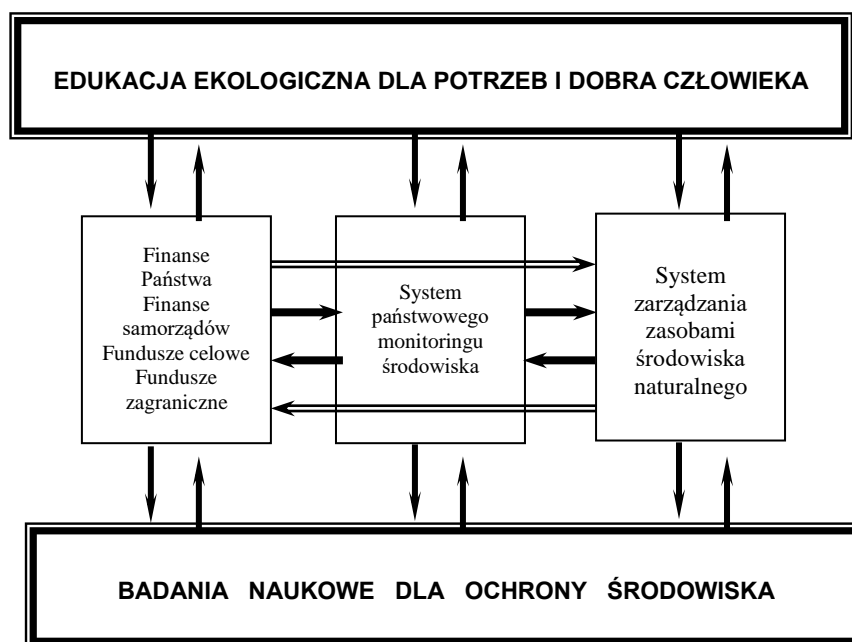 EDUKACJA EKOLOGICZNA DLA POTRZEB I DOBRA CZŁOWIEKA
Finanse
Państwa
Finanse
samorządów
Fundusze celowe
Fundusze
zagraniczne
System
państwowego
monitoringu
środowiska
System
zarządzania
zasobami
środowiska
naturalnego
BADANIA NAUKOWE DLA OCHRONY ŚRODOWISKA